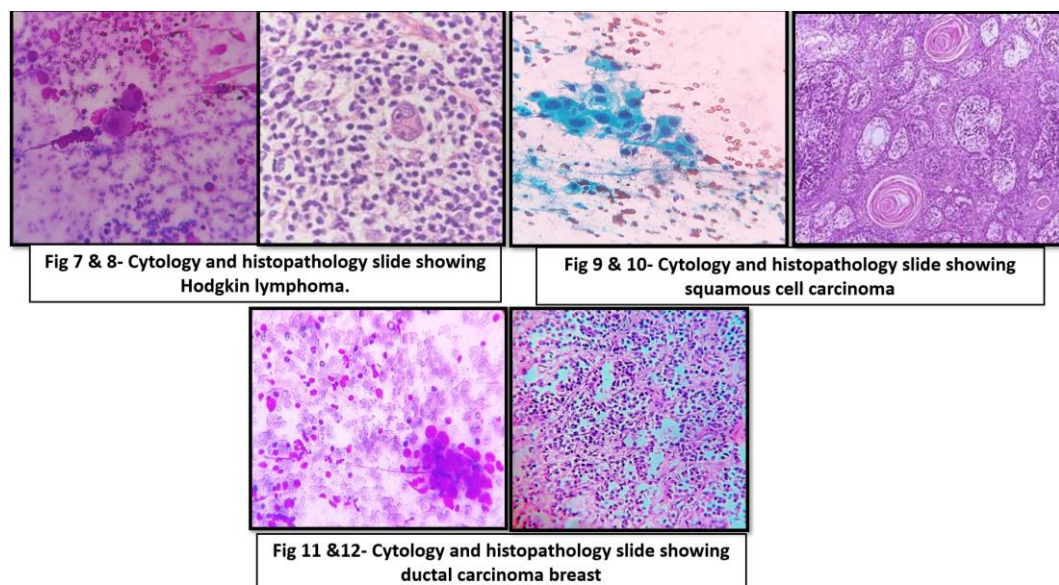 Fig 7 & 8- Cytology and histopathology slide showing
Hodgkin lymphoma.
Fig 9 & 10- Cytology and histopathology slide showing
squamous cell carcinoma
Fig 11 &12- Cytology and histopathology slide showing
ductal carcinoma breast